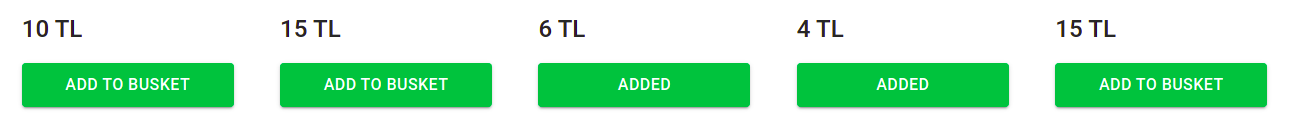 10 TL 15 TL 6 TL 4 TL 15 TL
ADD TO BUSKET ADD TO BUSKET ADDED ADDED ADD TO BUSKET